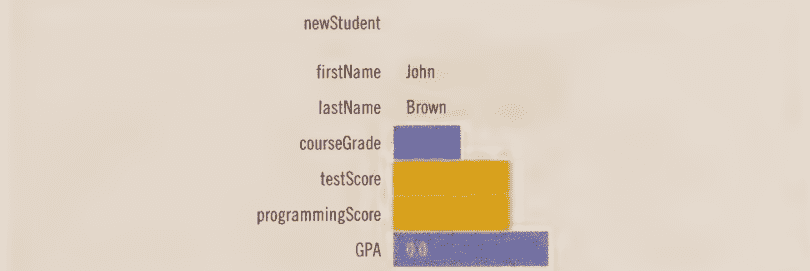 newStudent
firstName John
lastName Brown
courseGrade
testScore
programmingScore
GPA 0.0